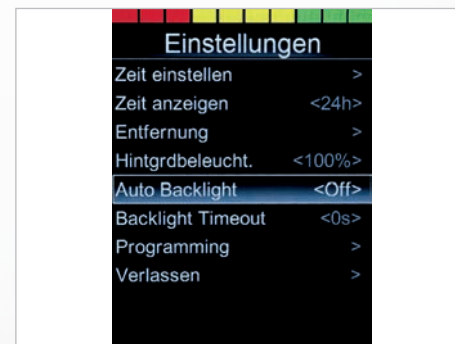 Einstellungen
Zeit einstellen >
Zeit anzeigen <24h>
Entfernung >
Hintgrdbeleucht. <100%>
Auto Backlight <Off>
Backlight Timeout <0s>
Programming >
Verlassen >